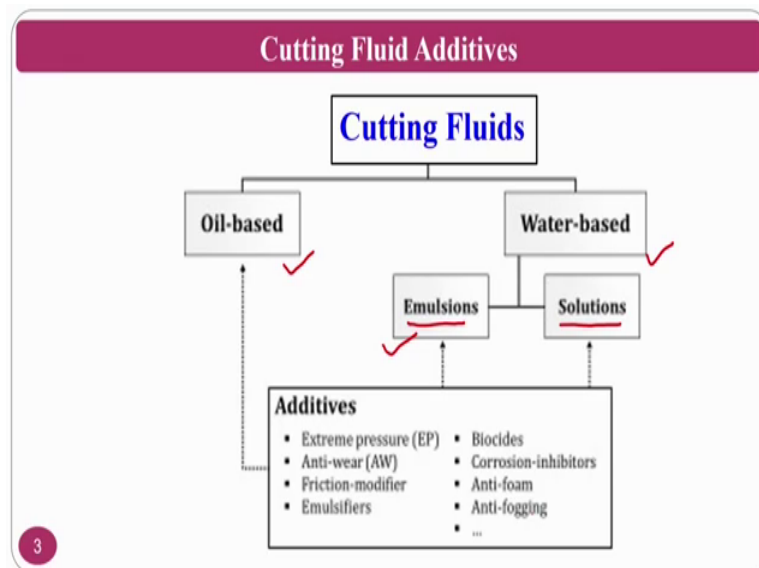 Cutting Fluid Additives
Cutting Fluids
Oil-based
Water-based
Emulsions
Solutions
Additives
▪ Extreme pressure (EP)
▪ Anti-wear (AW)
▪ Friction-modifier
▪ Emulsifiers
▪ Biocides
▪ Corrosion-inhibitors
▪ Anti-foam
▪ Anti-fogging
▪ ...
3